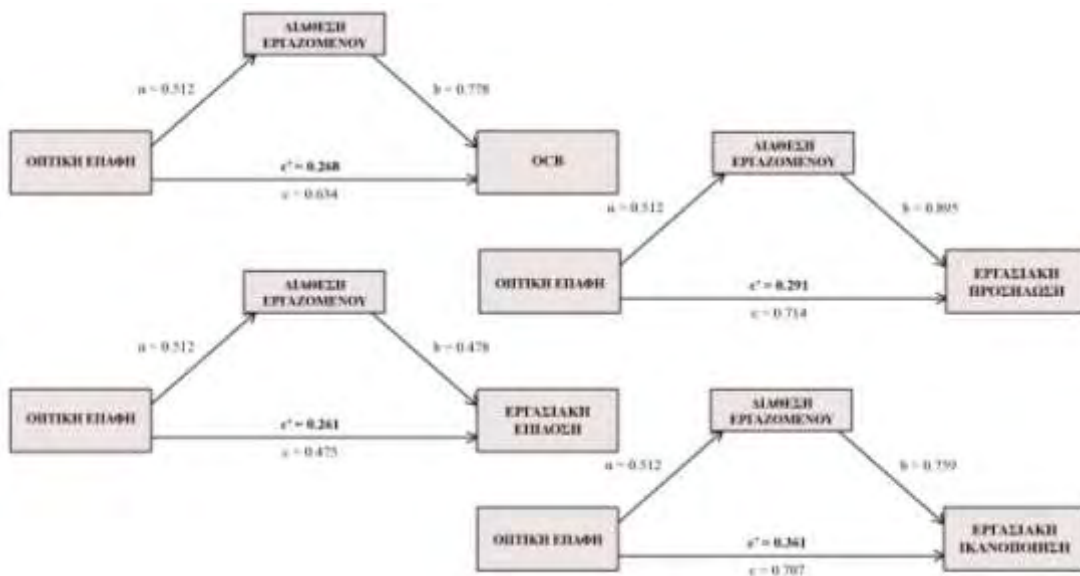 ΔΙΑΘΕΣΗ
ΕΡΓΑΖΟΜΕΝΟΥ
a = 0.512
b = 0.778
ΟΠΤΙΚΗ ΕΠΑΦΗ
c' = 0.268
c = 0.634
OCB
ΔΙΑΘΕΣΗ
ΕΡΓΑΖΟΜΕΝΟΥ
a = 0.512
b = 0.895
ΟΠΤΙΚΗ ΕΠΑΦΗ
c' = 0.291
c = 0.714
ΕΡΓΑΣΙΑΚΗ
ΠΡΟΣΗΛΩΣΗ
ΔΙΑΘΕΣΗ
ΕΡΓΑΖΟΜΕΝΟΥ
a = 0.512
b = 0.478
ΟΠΤΙΚΗ ΕΠΑΦΗ
c' = 0.261
c = 0.475
ΕΡΓΑΣΙΑΚΗ
ΕΠΙΔΟΣΗ
ΔΙΑΘΕΣΗ
ΕΡΓΑΖΟΜΕΝΟΥ
a = 0.512
b = 0.759
ΟΠΤΙΚΗ ΕΠΑΦΗ
c' = 0.361
c = 0.707
ΕΡΓΑΣΙΑΚΗ
ΙΚΑΝΟΠΟΙΗΣΗ